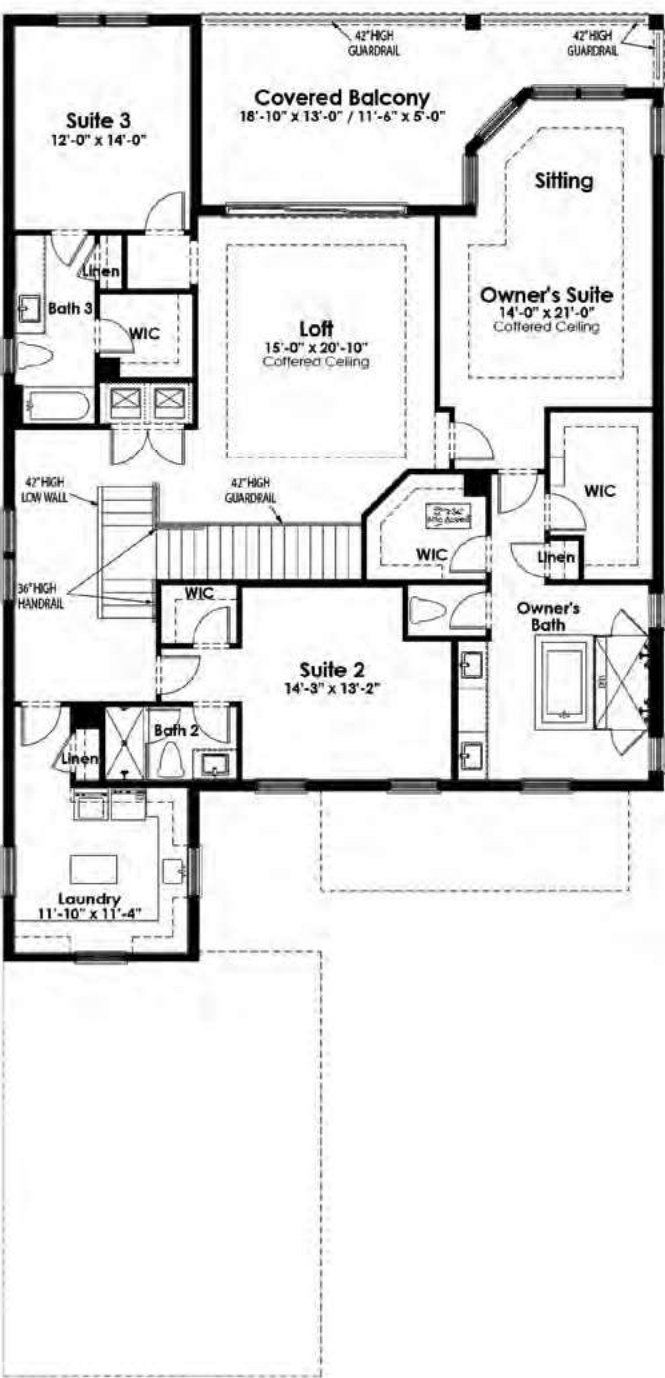 42"HIGH
GUARDRAIL
42"HIGH
GUARDRAIL
Covered Balcony
18'-10" x 13'-0" / 11'-6" x 5'-0"
Suite 3
12'-0" x 14'-0"
Sitting
Linen
Bath 3
WIC
Loft
15'-0" x 20'-10"
Coffered Ceiling
Owner's Suite
14'-0" x 21'-0"
Coffered Ceiling
42"HIGH
LOW WALL
42"HIGH
GUARDRAIL
WIC
WIC
Linen
36"HIGH
HANDRAIL
WIC
Owner's
Bath
Suite 2
14'-3" x 13'-2"
Bath 2
Linen
Laundry
11'-10" x 11'-4"